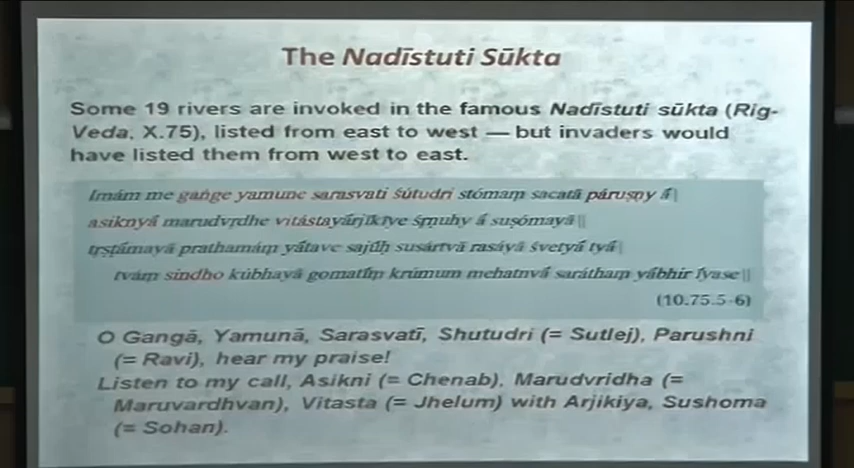 The Nadīstuti Sūkta
Some 19 rivers are invoked in the famous Nadīstuti sūkta (Rig-
Veda, X.75), listed from east to west — but invaders would
have listed them from west to east.
Imám me gaṅge yamune sarasvati śútudri stómaṃ sacatā páruṣṇy ā́ |
asiknyā́ marudvṛdhe vitástayā́rjīkīye śṛṇuhy ā́ suṣómayā ||
tṛṣṭā́mayā prathamáṃ yā́tave sajū́ḥ susártvā rasáyā śvetyā́ tyā́ |
tváṃ sindho kúbhayā gomatī́ṃ krúmum mehatnvā́ saráthaṃ yā́bhir ī́yase ||
(10.75.5-6)
O Gangā, Yamunā, Sarasvatī, Shutudri (= Sutlej), Parushni
(= Ravi), hear my praise!
Listen to my call, Asikni (= Chenab), Marudvridha (=
Maruvardhvan), Vitasta (= Jhelum) with Arjikiya, Sushoma
(= Sohan).